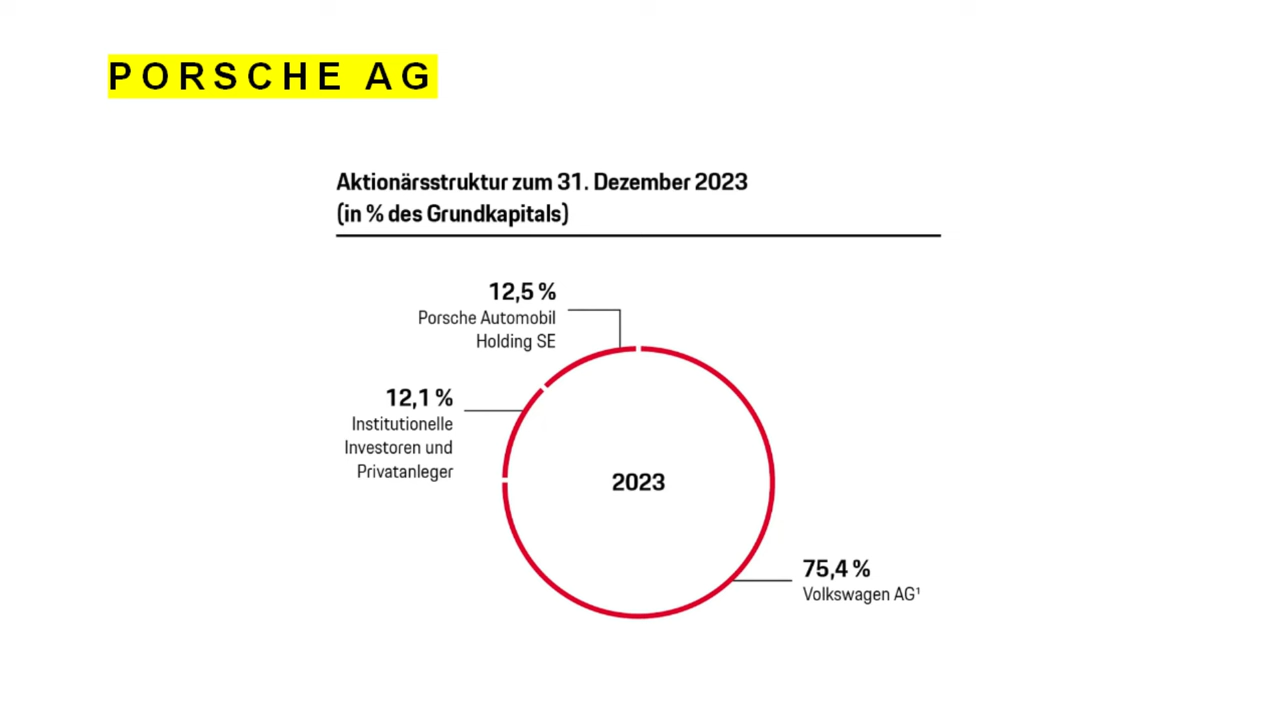 PORSCHE AG
Aktionärsstruktur zum 31. Dezember 2023
(in % des Grundkapitals)
12,5 %
Porsche Automobil
Holding SE
12,1 %
Institutionelle
Investoren und
Privatanleger
2023
75,4 %
Volkswagen AG¹